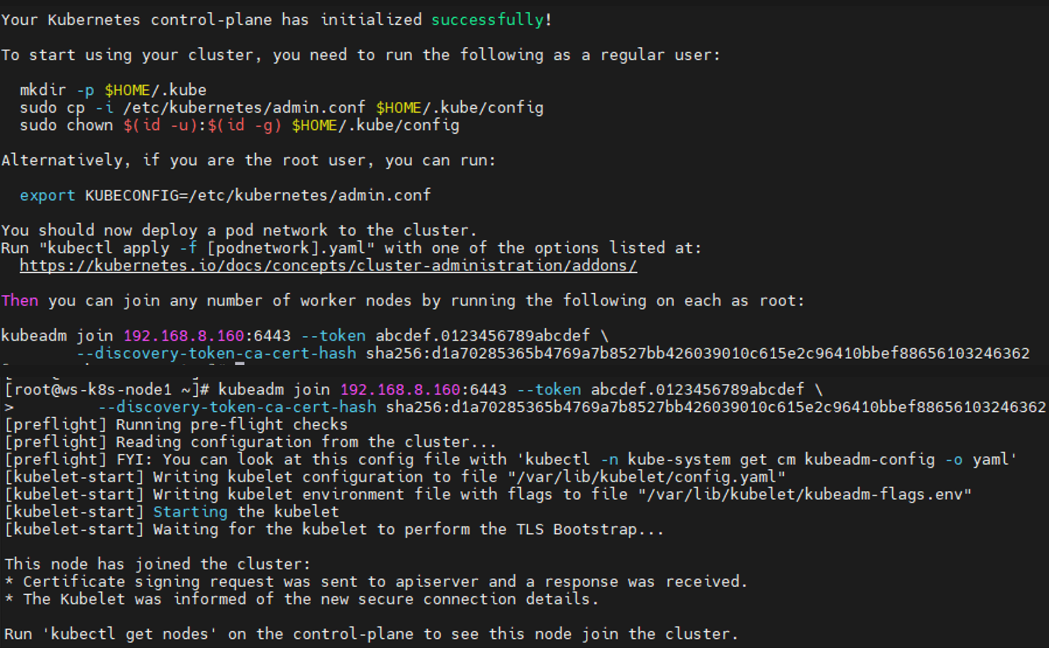 Your Kubernetes control-plane has initialized successfully!
To start using your cluster, you need to run the following as a regular user:
mkdir -p $HOME/.kube
sudo cp -i /etc/kubernetes/admin.conf $HOME/.kube/config
sudo chown $(id -u):$(id -g) $HOME/.kube/config
Alternatively, if you are the root user, you can run:
export KUBECONFIG=/etc/kubernetes/admin.conf
You should now deploy a pod network to the cluster.
Run "kubectl apply -f [podnetwork].yaml" with one of the options listed at:
https://kubernetes.io/docs/concepts/cluster-administration/addons/
Then you can join any number of worker nodes by running the following on each as root:
kubeadm join 192.168.8.160:6443 --token abcdef.0123456789abcdef \
--discovery-token-ca-cert-hash sha256:d1a70285365b4769a7b8527bb426039010c615e2c96410bbef88656103246362
[root@ws-k8s-node1 ~]# kubeadm join 192.168.8.160:6443 --token abcdef.0123456789abcdef \
> --discovery-token-ca-cert-hash sha256:d1a70285365b4769a7b8527bb426039010c615e2c96410bbef88656103246362
[preflight] Running pre-flight checks
[preflight] Reading configuration from the cluster...
[preflight] FYI: You can look at this config file with 'kubectl -n kube-system get cm kubeadm-config -o yaml'
[kubelet-start] Writing kubelet configuration to file "/var/lib/kubelet/config.yaml"
[kubelet-start] Writing kubelet environment file with flags to file "/var/lib/kubelet/kubeadm-flags.env"
[kubelet-start] Starting the kubelet
[kubelet-start] Waiting for the kubelet to perform the TLS Bootstrap...
This node has joined the cluster:
* Certificate signing request was sent to apiserver and a response was received.
* The Kubelet was informed of the new secure connection details.
Run 'kubectl get nodes' on the control-plane to see this node join the cluster.